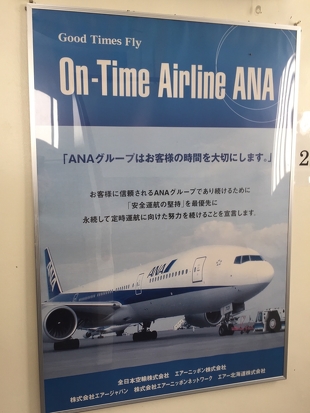 Good Times Fly
On-Time Airline ANA
2
「ANAグループはお客様の時間を大切にします。」
お客様に信頼されるANAグループであり続けるために
「安全運航の堅持」を最優先に
永続して定時運航に向けた努力を続けることを宣言します。
ANA
全日本空輸株式会社 エアーニッポン株式会社
株式会社エアージャパン 株式会社エアーニッポンネットワーク エアー北海道株式会社